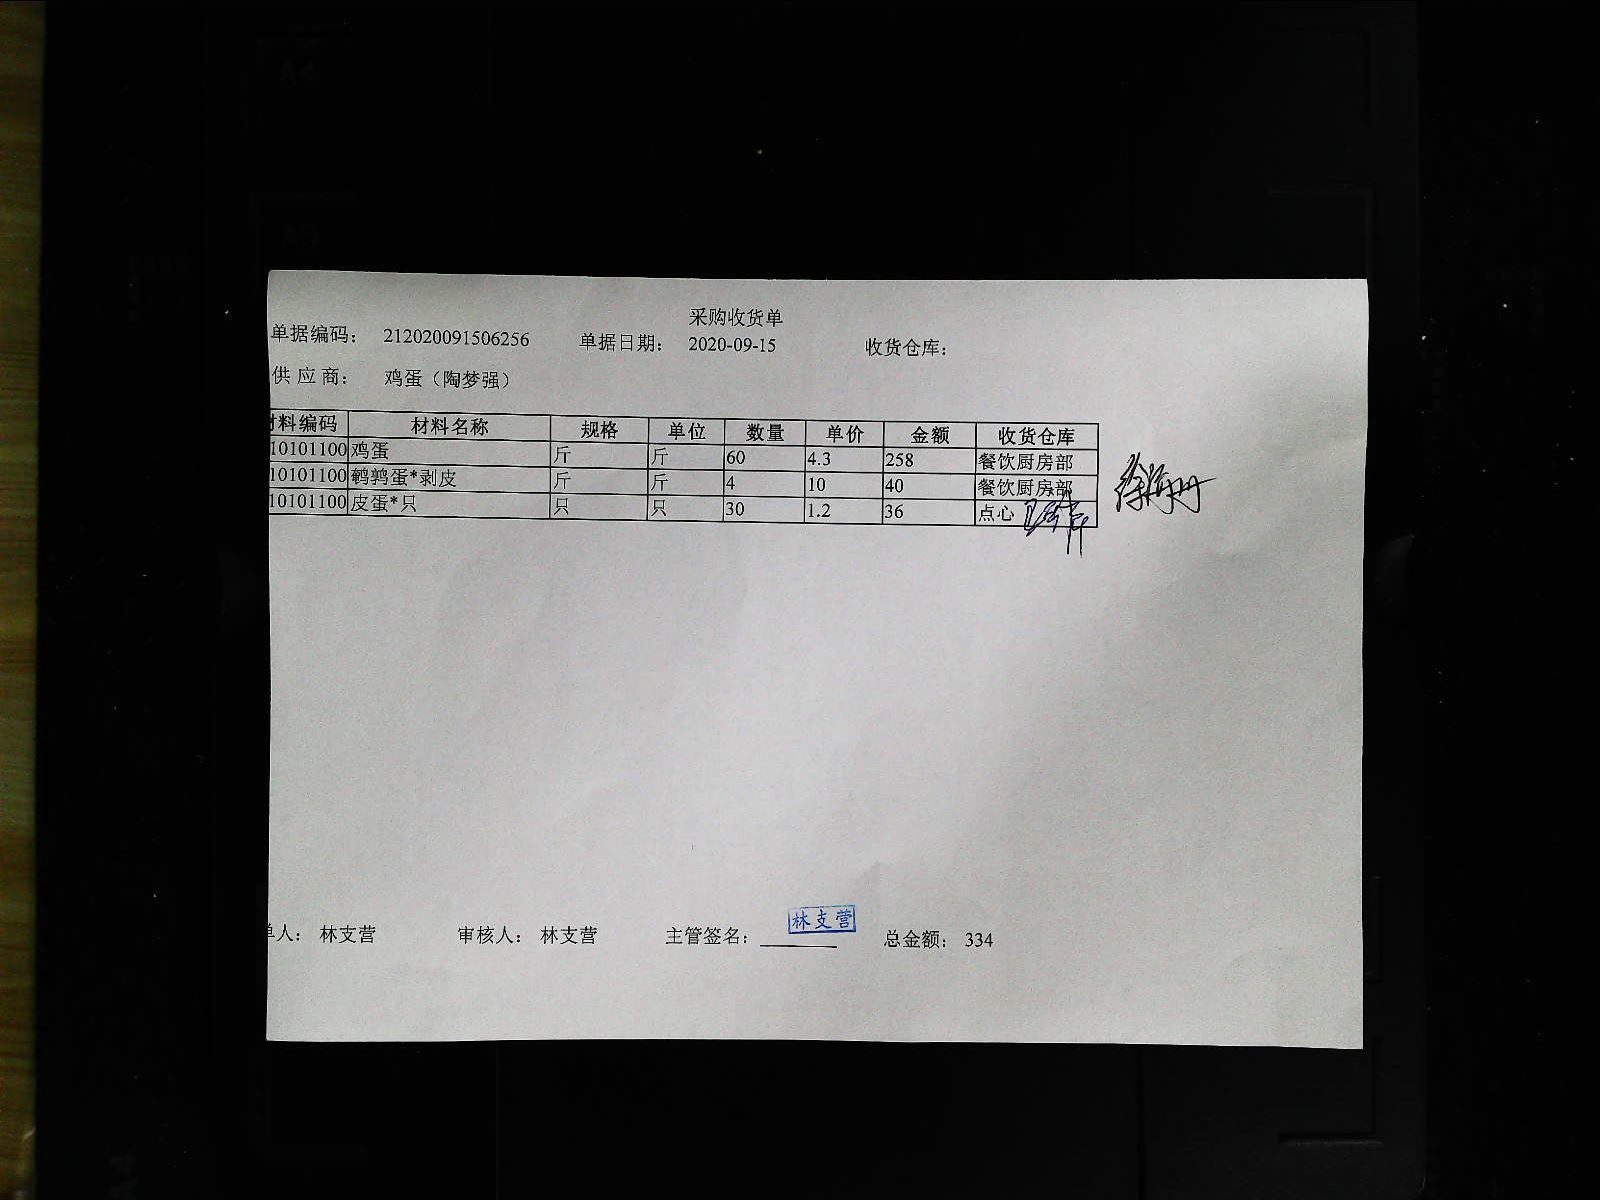 采购收货单
单据编码： 212020091506256 单据日期： 2020-09-15 收货仓库：
供应商： 鸡蛋（陶梦强）
材料编码 材料名称 规格 单位 数量 单价 金额 收货仓库
10101100 鸡蛋 斤 斤 60 4.3 258 餐饮厨房部
10101100 鹌鹑蛋*剥皮 斤 斤 4 10 40 餐饮厨房部
10101100 皮蛋*只 只 只 30 1.2 36 点心
单人： 林支营 审核人： 林支营 主管签名： 林支营 总金额： 334